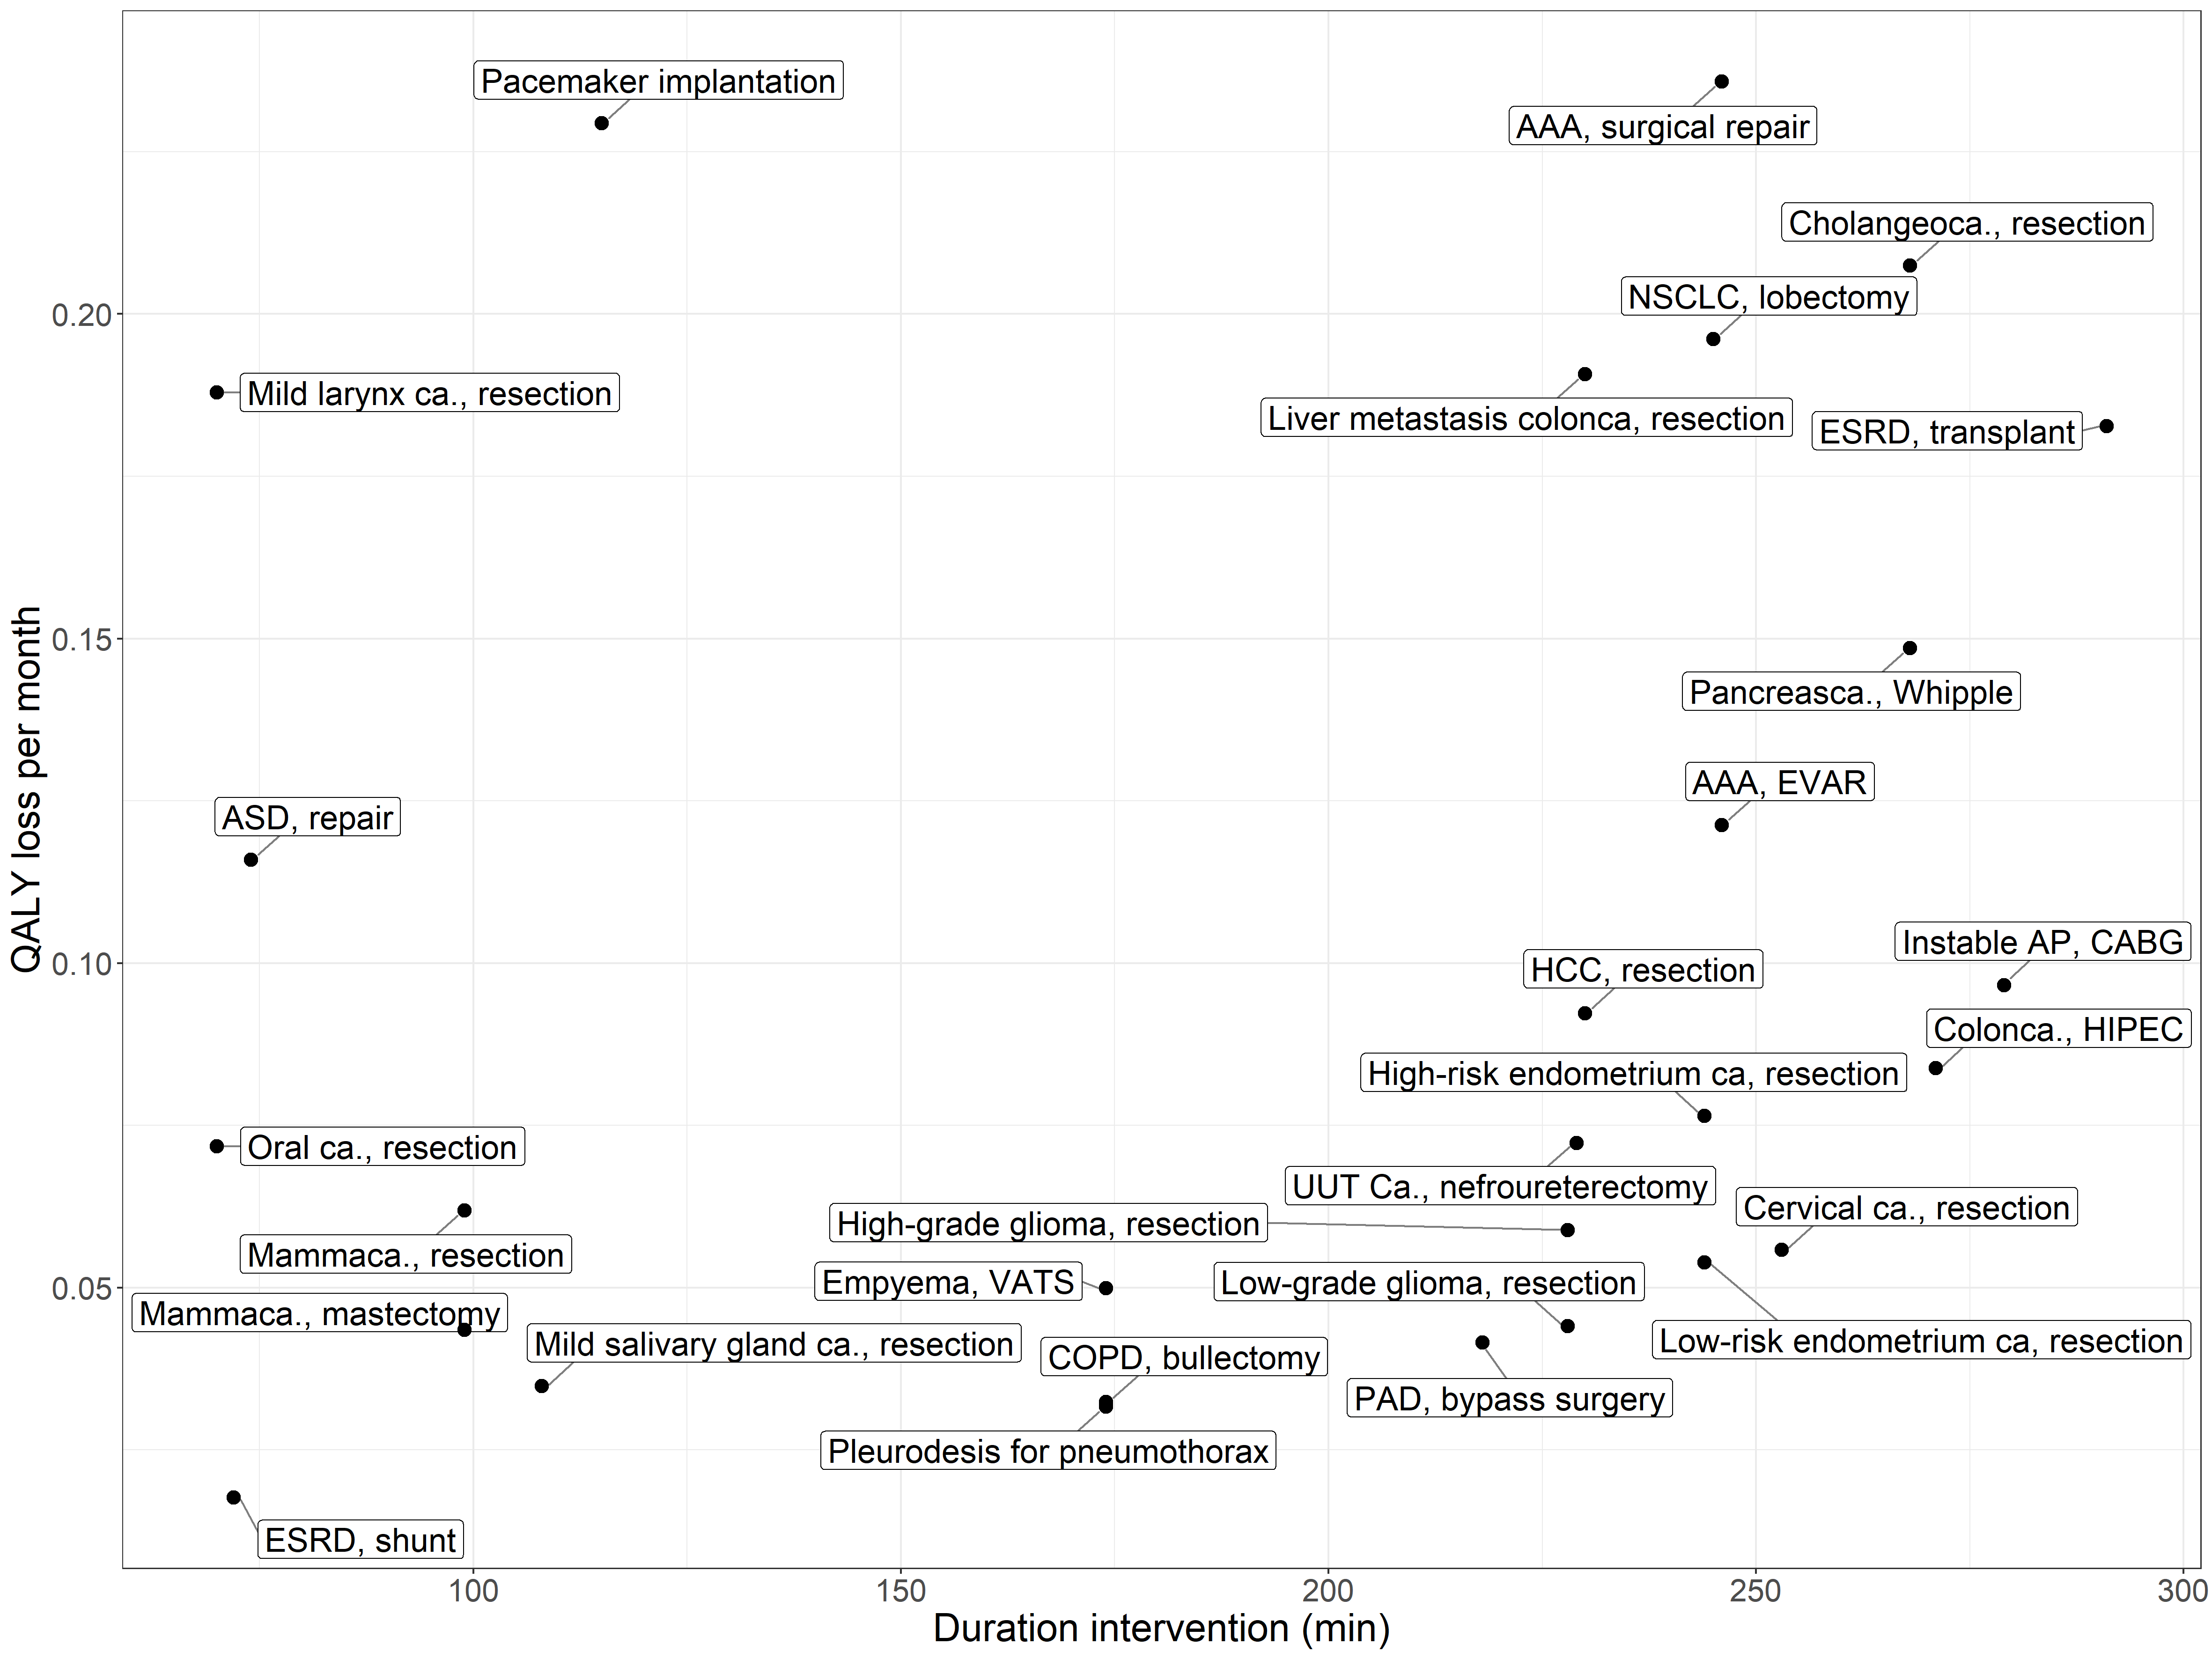 Pacemaker implantation
AAA, surgical repair
Cholangeoca., resection
NSCLC, lobectomy
0.20
Mild larynx ca., resection
Liver metastasis colonca, resection
ESRD, transplant
0.15
Pancreasca., Whipple
AAA, EVAR
ASD, repair
QALY loss per month
Instable AP, CABG
0.10
HCC, resection
Colonca., HIPEC
High-risk endometrium ca, resection
Oral ca., resection
UUT Ca., nefroureterectomy
Cervical ca., resection
High-grade glioma, resection
Mammaca., resection
Empyema, VATS
Low-grade glioma, resection
0.05
Mammaca., mastectomy
Mild salivary gland ca., resection
Low-risk endometrium ca, resection
COPD, bullectomy
PAD, bypass surgery
Pleurodesis for pneumothorax
ESRD, shunt
100
150
200
250
300
Duration intervention (min)